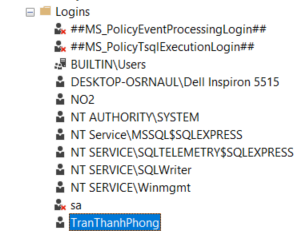 Logins
##MS_PolicyEventProcessingLogin##
##MS_PolicyTsqlExecutionLogin##
BUILTIN\Users
DESKTOP-OSRNAUL\Dell Inspiron 5515
NO2
NT AUTHORITY\SYSTEM
NT Service\MSSQL$SQLEXPRESS
NT SERVICE\SQLTELEMETRY$SQLEXPRESS
NT SERVICE\SQLWriter
NT SERVICE\Winmgmt
sa
TranThanhPhong